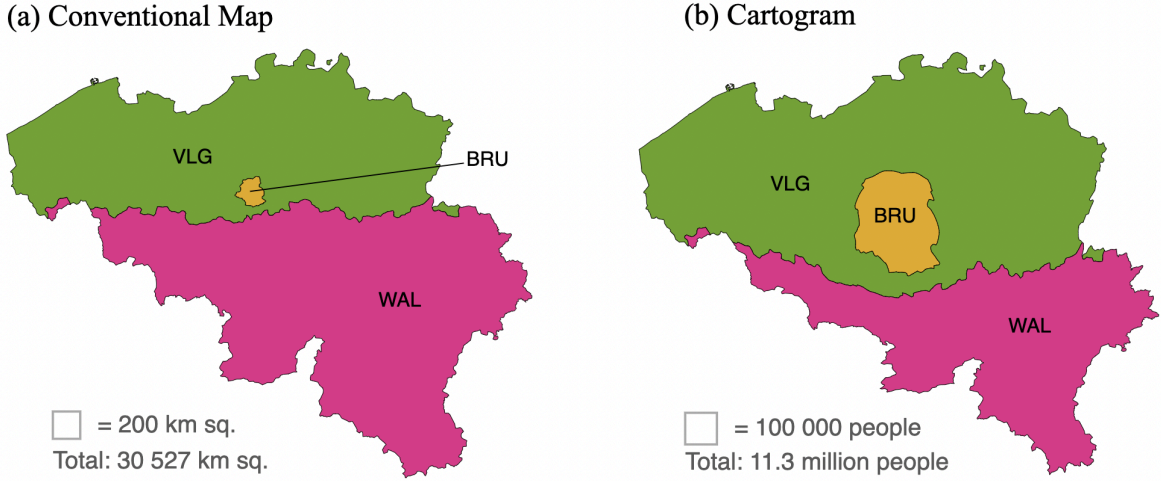 (a) Conventional Map
VLG
BRU
WAL
= 200 km sq.
Total: 30 527 km sq.
(b) Cartogram
VLG
BRU
WAL
= 100 000 people
Total: 11.3 million people